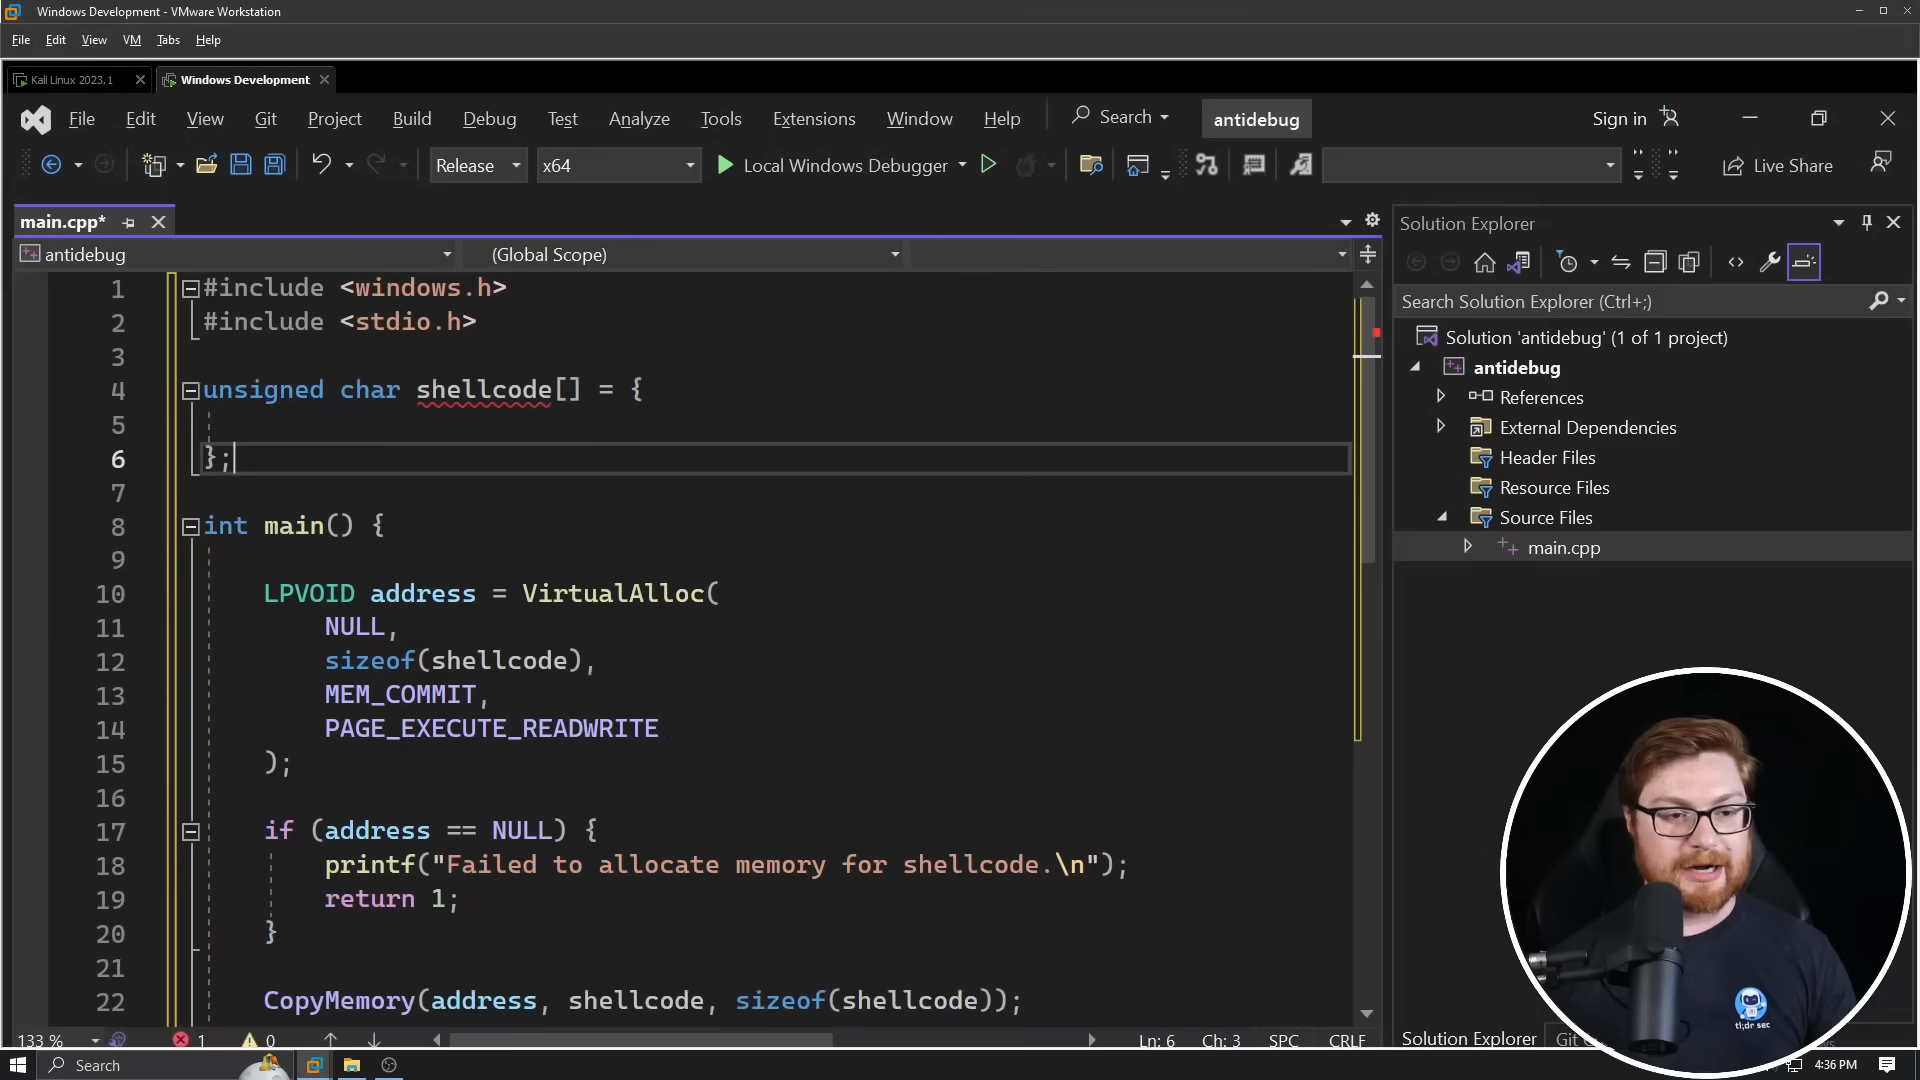 Windows Development - VMware Workstation
File Edit View VM Tabs Help
Kali Linux 2023.1
Windows Development
File Edit View Git Project Build Debug Test Analyze Tools Extensions Window Help Search antidebug Sign in
Release x64 Local Windows Debugger Live Share
main.cpp*
antidebug (Global Scope)
1 #include <windows.h>
2 #include <stdio.h>
3
4 unsigned char shellcode[] = {
5
6 };
7
8 int main() {
9
10 LPVOID address = VirtualAlloc(
11 NULL,
12 sizeof(shellcode),
13 MEM_COMMIT,
14 PAGE_EXECUTE_READWRITE
15 );
16
17 if (address == NULL) {
18 printf("Failed to allocate memory for shellcode.\n");
19 return 1;
20 }
21
22 CopyMemory(address, shellcode, sizeof(shellcode));
133 % 1 0 Ln: 6 Ch: 3 SPC CRLF
Solution Explorer
Search Solution Explorer (Ctrl+;)
Solution 'antidebug' (1 of 1 project)
antidebug
References
External Dependencies
Header Files
Resource Files
Source Files
main.cpp
tl;dr sec
Solution Explorer
Search
4:36 PM